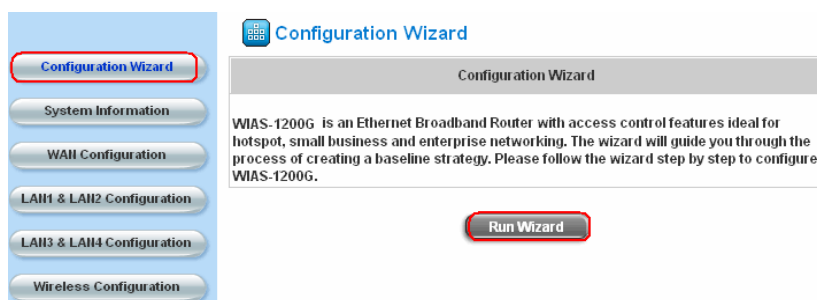 Configuration Wizard
Configuration Wizard
System Information
WAN Configuration
LAN1 & LAN2 Configuration
LAN3 & LAN4 Configuration
Wireless Configuration
Configuration Wizard
WIAS-1200G is an Ethernet Broadband Router with access control features ideal for
hotspot, small business and enterprise networking. The wizard will guide you through the
process of creating a baseline strategy. Please follow the wizard step by step to configure
WIAS-1200G.
Run Wizard